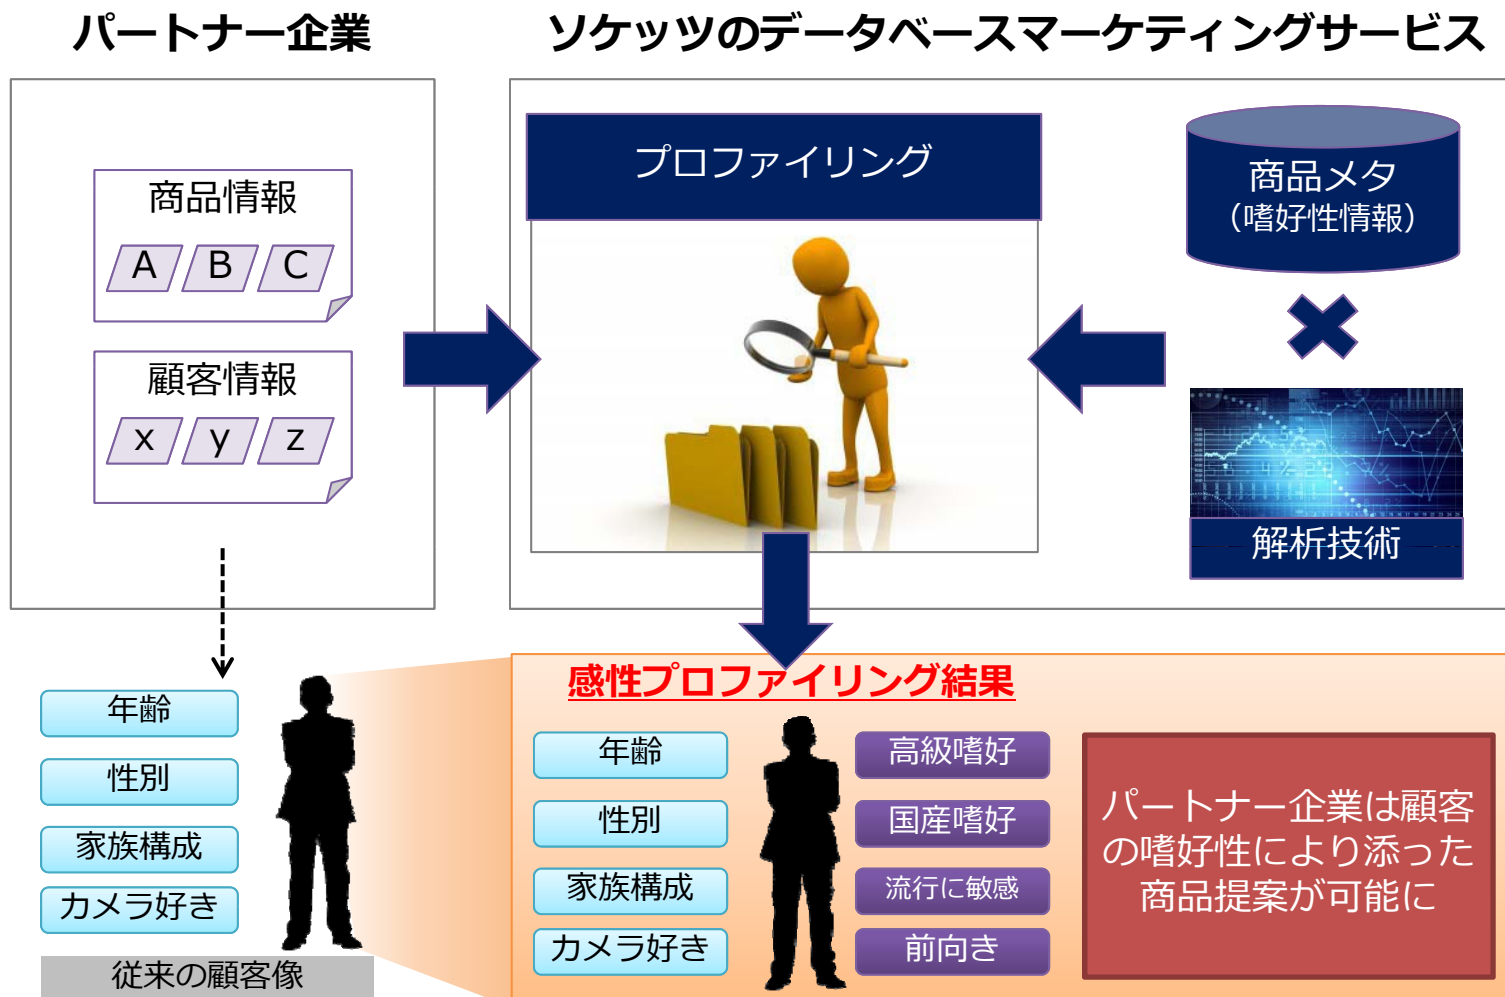 パートナー企業
ソケッツのデータベースマーケティングサービス
商品情報
A B C
顧客情報
x y z
プロファイリング
商品メタ
（嗜好性情報）
解析技術
年齢
性別
家族構成
カメラ好き
従来の顧客像
感性プロファイリング結果
年齢
性別
家族構成
カメラ好き
高級嗜好
国産嗜好
流行に敏感
前向き
パートナー企業は顧客
の嗜好性により添った
商品提案が可能に